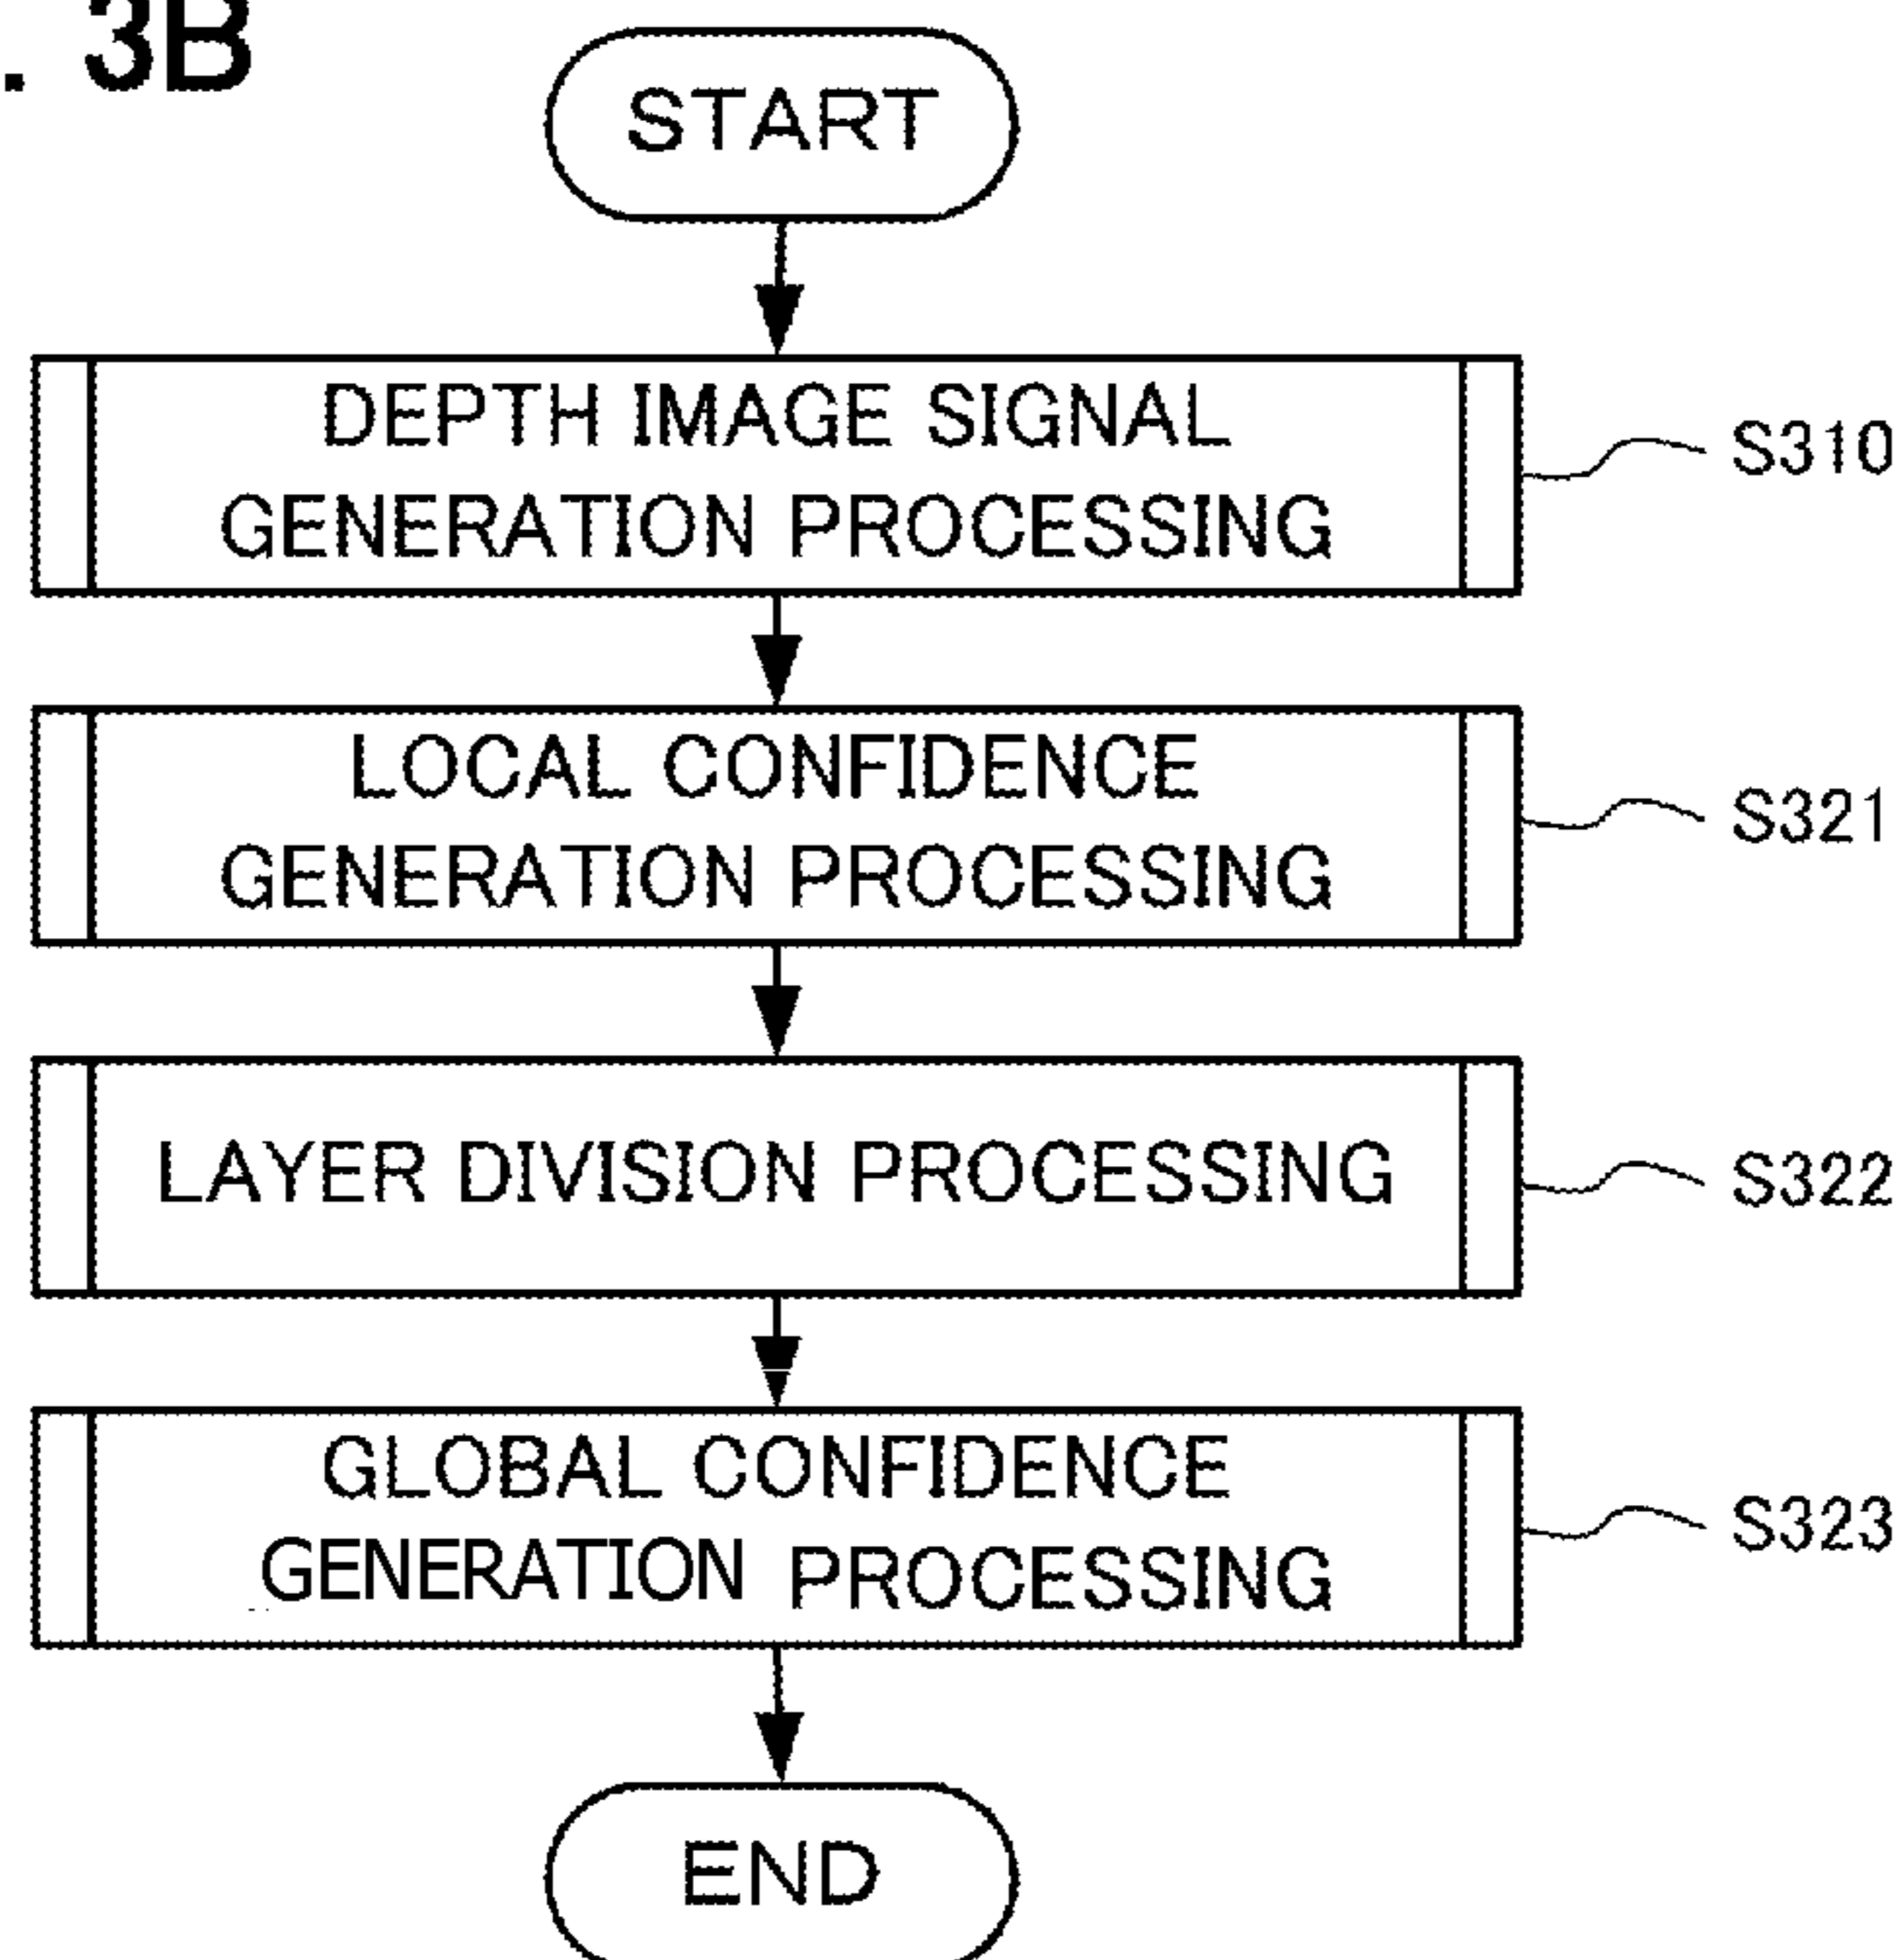 . 3B
START
DEPTH IMAGE SIGNAL
GENERATION PROCESSING
S310
LOCAL CONFIDENCE
GENERATION PROCESSING
S321
LAYER DIVISION PROCESSING
S322
GLOBAL CONFIDENCE
GENERATION PROCESSING
S323
END